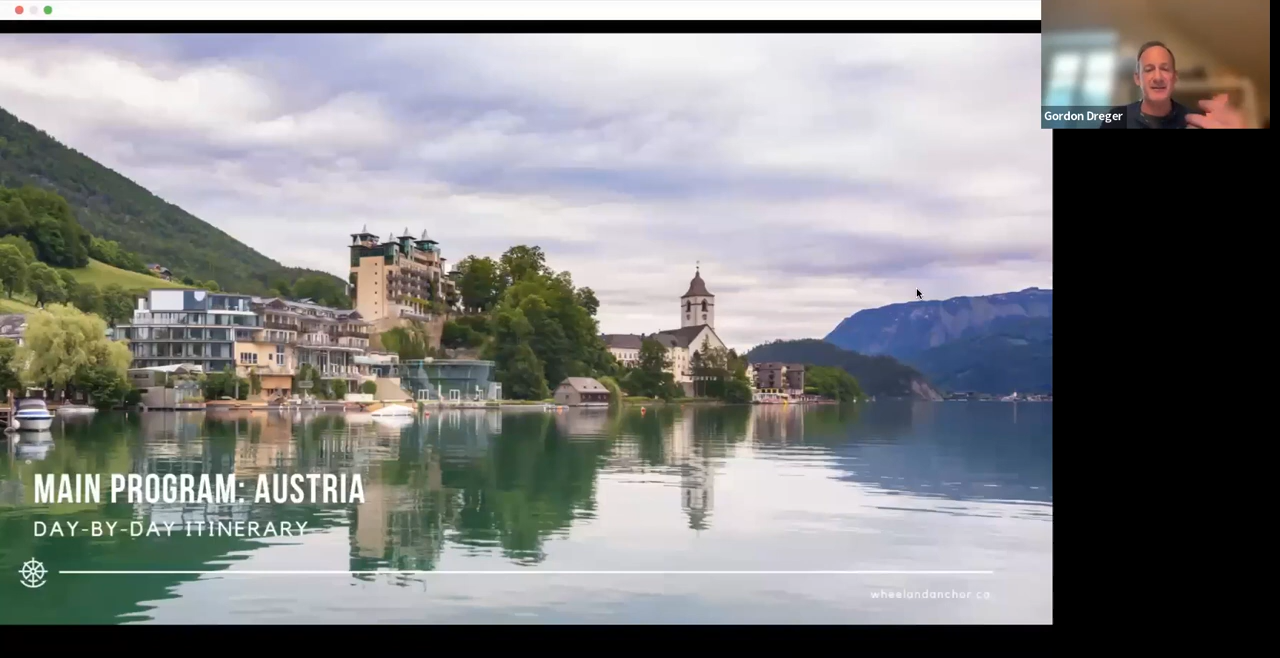 Gordon Dreger
MAIN PROGRAM: AUSTRIA
DAY-BY-DAY ITINERARY
wheelandanchor.ca